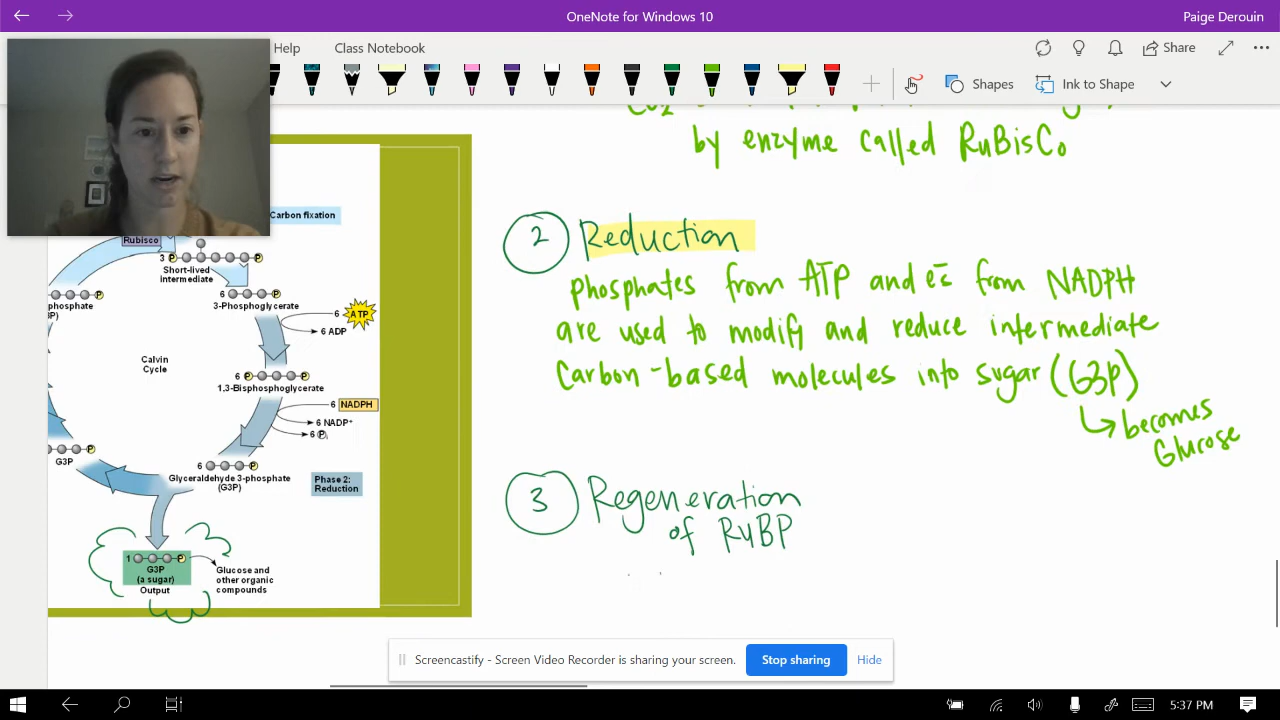 OneNote for Windows 10
Paige Derouin
Help
Class Notebook
Share
Shapes
Ink to Shape
by enzyme called RuBisCo
2 Reduction
phosphates from ATP and e⁻s from NADPH
are used to modify and reduce intermediate
Carbon-based molecules into sugar (G3P)
↳ becomes
Glucose
3 Regeneration
of RuBP
Carbon fixation
Rubisco
3 P P
Short-lived
intermediate
6 P
3-Phosphoglycerate
6 ATP
6 ADP
P
phosphate
P)
Calvin
Cycle
6 P P
1,3-Bisphosphoglycerate
6 NADPH
6 NADP+
6 P
P
G3P
6 P
Glyceraldehyde 3-phosphate
(G3P)
Phase 2:
Reduction
1 P
G3P
(a sugar)
Output
Glucose and
other organic
compounds
Screencastify - Screen Video Recorder is sharing your screen.
Stop sharing
Hide
5:37 PM